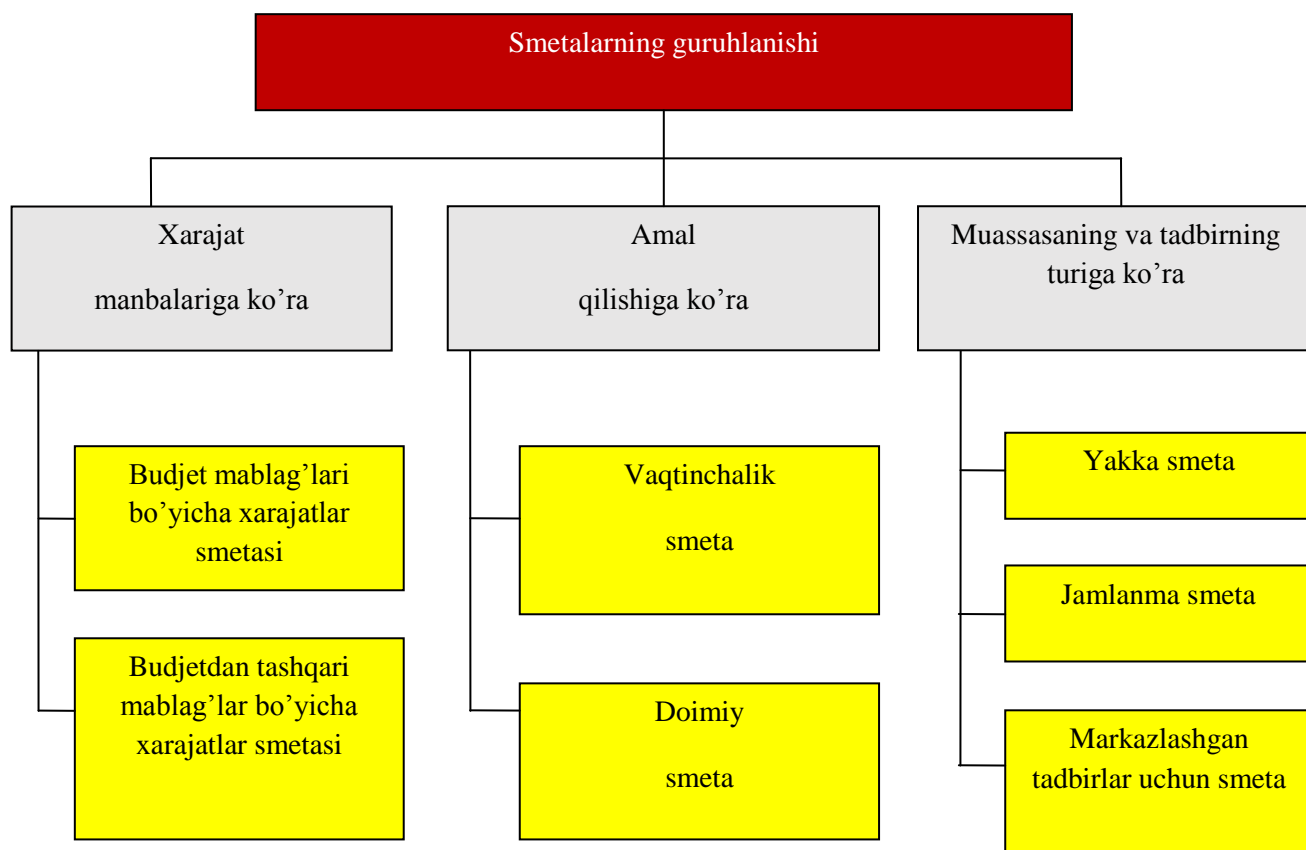 Smetalarning guruhlanishi
Xarajat
manbalariga ko’ra
Amal
qilishiga ko’ra
Muassasaning va tadbirning
turiga ko’ra
Budjet mablag’lari
bo’yicha xarajatlar
smetasi
Budjetdan tashqari
mablag’lar bo’yicha
xarajatlar smetasi
Vaqtinchalik
smeta
Doimiy
smeta
Yakka smeta
Jamlanma smeta
Markazlashgan
tadbirlar uchun smeta